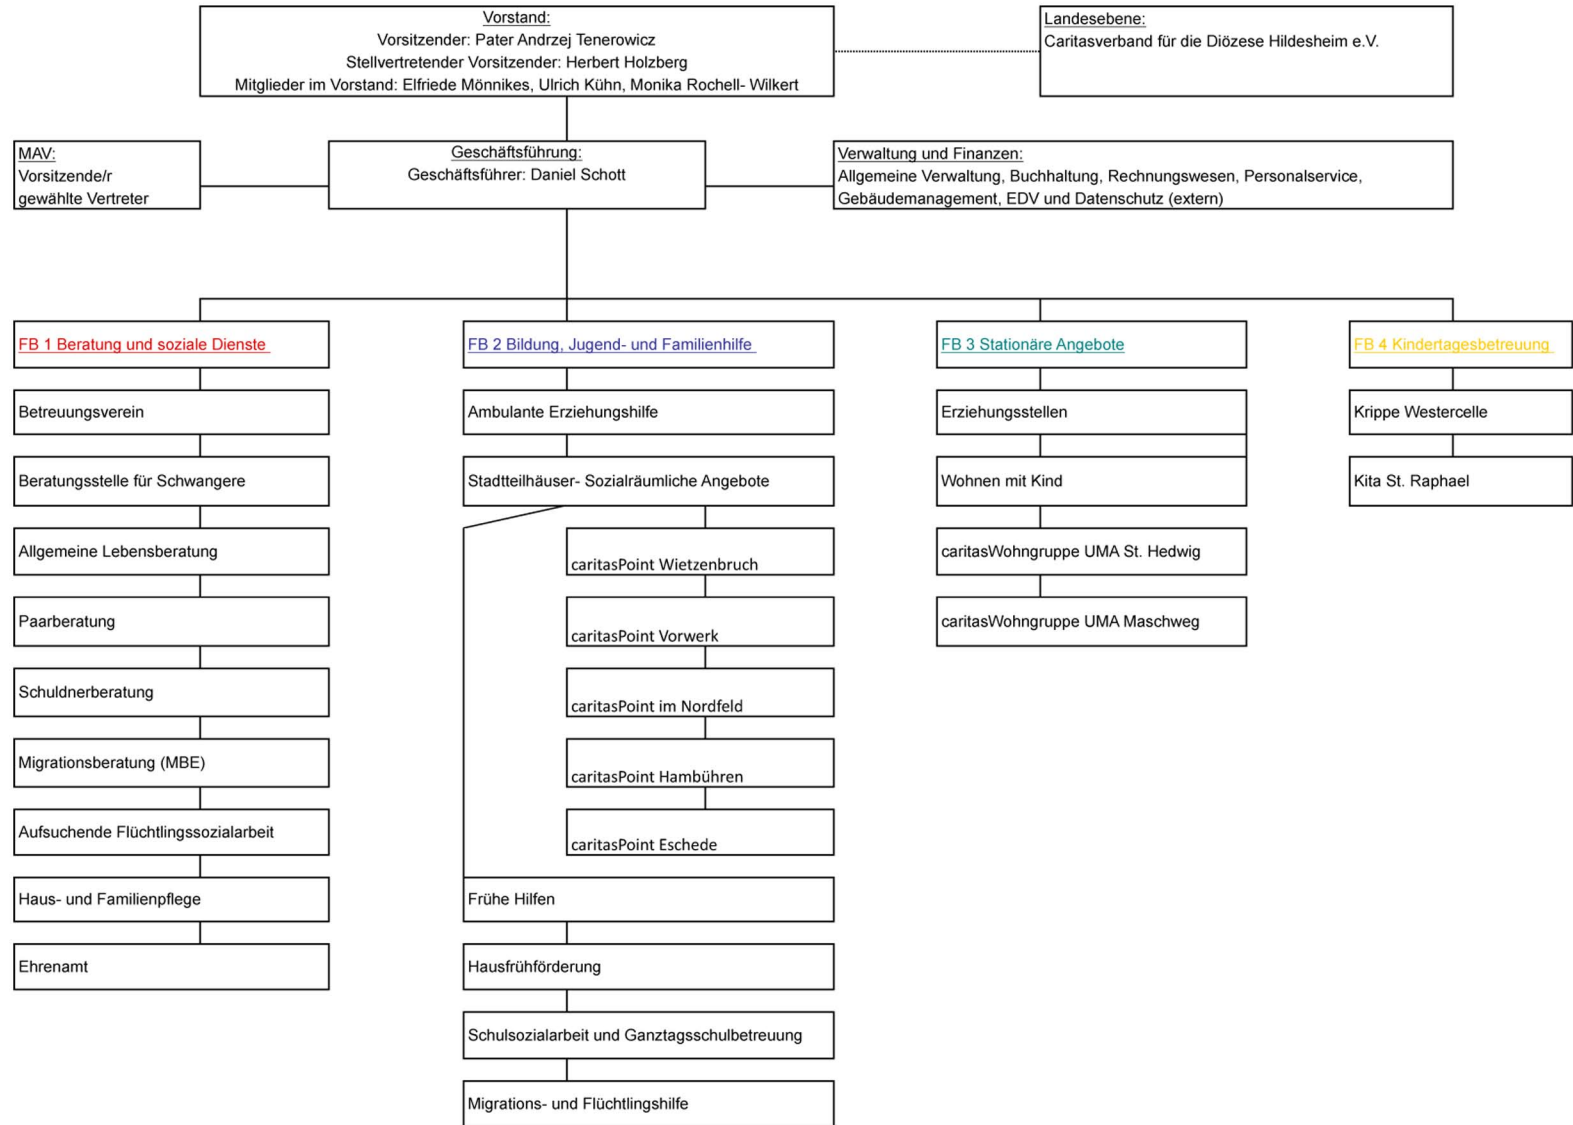 Vorstand:
Vorsitzender: Pater Andrzej Tenerowicz
Stellvertretender Vorsitzender: Herbert Holzberg
Mitglieder im Vorstand: Elfriede Mönnikes, Ulrich Kühn, Monika Rochell- Wilkert
Landesebene:
Caritasverband für die Diözese Hildesheim e.V.
MAV:
Vorsitzende/r
gewählte Vertreter
Geschäftsführung:
Geschäftsführer: Daniel Schott
Verwaltung und Finanzen:
Allgemeine Verwaltung, Buchhaltung, Rechnungswesen, Personalservice,
Gebäudemanagement, EDV und Datenschutz (extern)
FB 1 Beratung und soziale Dienste
Betreuungsverein
Beratungsstelle für Schwangere
Allgemeine Lebensberatung
Paarberatung
Schuldnerberatung
Migrationsberatung (MBE)
Aufsuchende Flüchtlingssozialarbeit
Haus- und Familienpflege
Ehrenamt
FB 2 Bildung, Jugend- und Familienhilfe
Ambulante Erziehungshilfe
Stadtteilhäuser- Sozialräumliche Angebote
caritasPoint Wietzenbruch
caritasPoint Vorwerk
caritasPoint im Nordfeld
caritasPoint Hambühren
caritasPoint Eschede
Frühe Hilfen
Hausfrühförderung
Schulsozialarbeit und Ganztagsschulbetreuung
Migrations- und Flüchtlingshilfe
FB 3 Stationäre Angebote
Erziehungsstellen
Wohnen mit Kind
caritasWohngruppe UMA St. Hedwig
caritasWohngruppe UMA Maschweg
FB 4 Kindertagesbetreuung
Krippe Westercelle
Kita St. Raphael